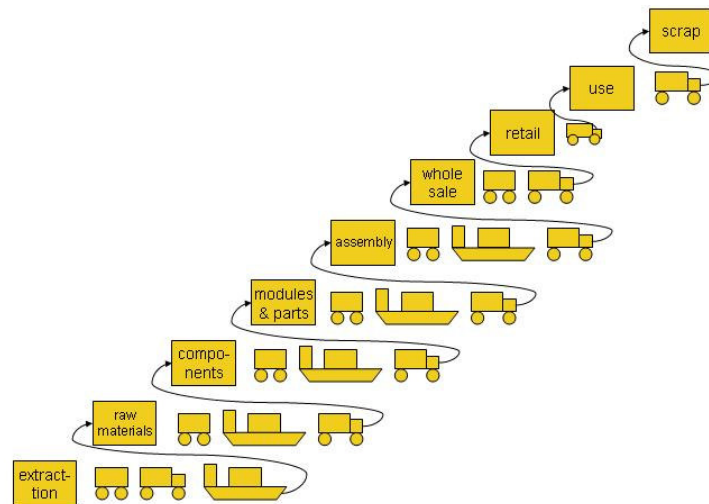 scrap
use
retail
whole
sale
assembly
modules
& parts
compo-
nents
raw
materials
extract-
tion